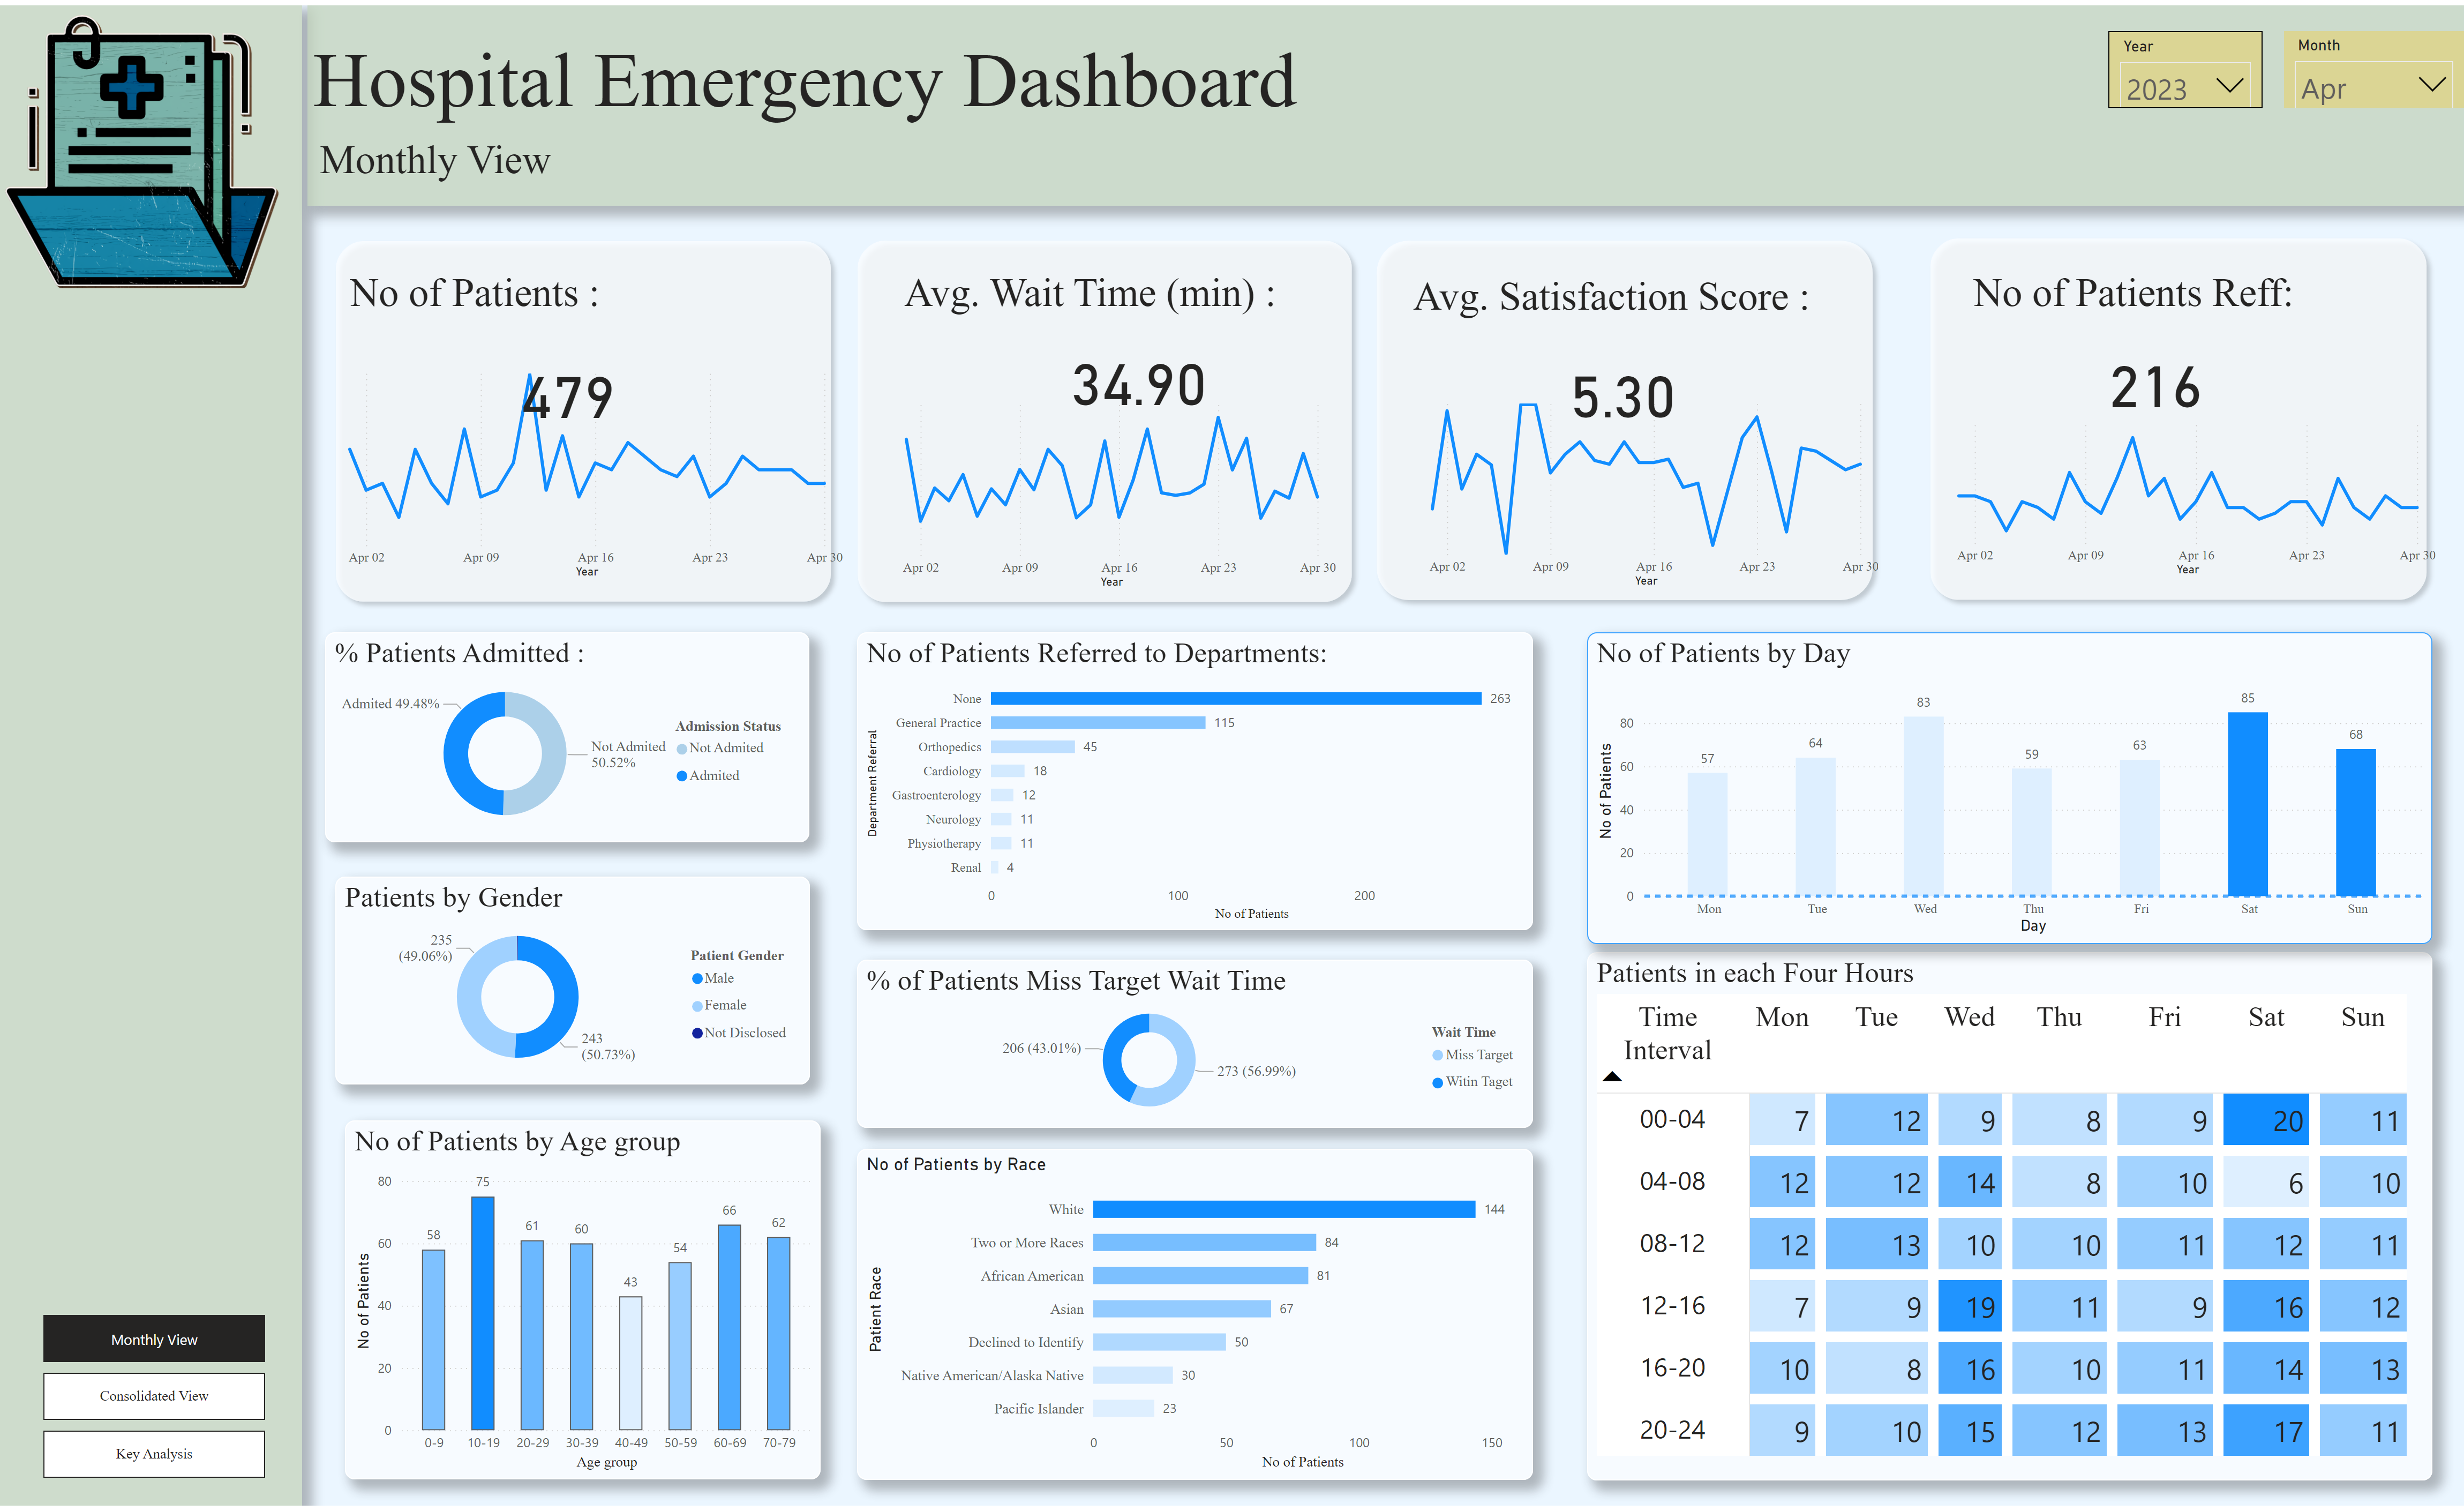 Hospital Emergency Dashboard
Monthly View
Year
2023
Month
Apr
No of Patients :
479
Apr 02 Apr 09 Apr 16 Apr 23 Apr 30
Year
Avg. Wait Time (min) :
34.90
Apr 02 Apr 09 Apr 16 Apr 23 Apr 30
Year
Avg. Satisfaction Score :
5.30
Apr 02 Apr 09 Apr 16 Apr 23 Apr 30
Year
No of Patients Reff:
216
Apr 02 Apr 09 Apr 16 Apr 23 Apr 30
Year
% Patients Admitted :
Admited 49.48%
Not Admited
50.52%
Admission Status
Not Admited
Admited
Patients by Gender
235
(49.06%)
243
(50.73%)
Patient Gender
Male
Female
Not Disclosed
No of Patients by Age group
No of Patients
80
60
40
20
0
58 75 61 60 43 54 66 62
0-9 10-19 20-29 30-39 40-49 50-59 60-69 70-79
Age group
No of Patients Referred to Departments:
Department Referral
None 263
General Practice 115
Orthopedics 45
Cardiology 18
Gastroenterology 12
Neurology 11
Physiotherapy 11
Renal 4
0 100 200
No of Patients
% of Patients Miss Target Wait Time
206 (43.01%)
273 (56.99%)
Wait Time
Miss Target
Witin Taget
No of Patients by Race
Patient Race
White 144
Two or More Races 84
African American 81
Asian 67
Declined to Identify 50
Native American/Alaska Native 30
Pacific Islander 23
0 50 100 150
No of Patients
No of Patients by Day
No of Patients
80
60
40
20
0
57 64 83 59 63 85 68
Mon Tue Wed Thu Fri Sat Sun
Day
Patients in each Four Hours
Time Mon Tue Wed Thu Fri Sat Sun
Interval
00-04 7 12 9 8 9 20 11
04-08 12 12 14 8 10 6 10
08-12 12 13 10 10 11 12 11
12-16 7 9 19 11 9 16 12
16-20 10 8 16 10 11 14 13
20-24 9 10 15 12 13 17 11
Monthly View
Consolidated View
Key Analysis